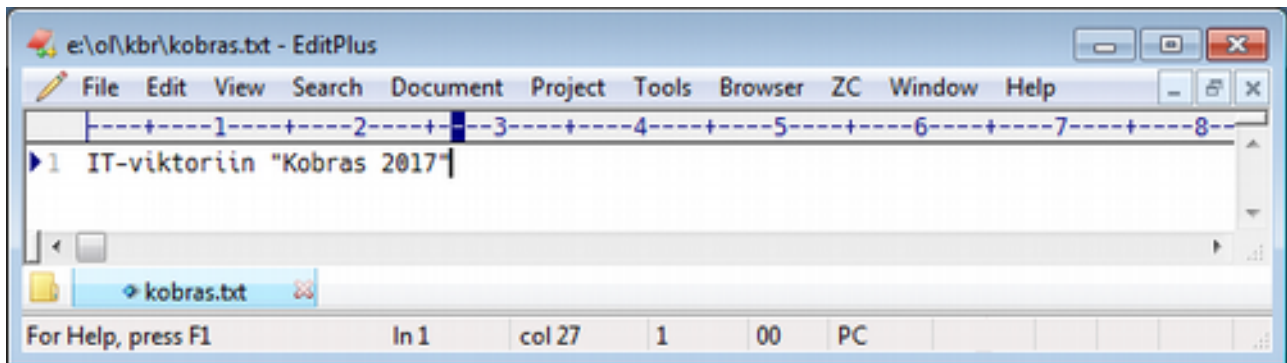 e:\ol\kbr\kobras.txt - EditPlus
File Edit View Search Document Project Tools Browser ZC Window Help
----+----1----+----2----+----3----+----4----+----5----+----6----+----7----+----8--
1 IT-viktoriin "Kobras 2017"
kobras.txt
For Help, press F1 ln 1 col 27 1 00 PC